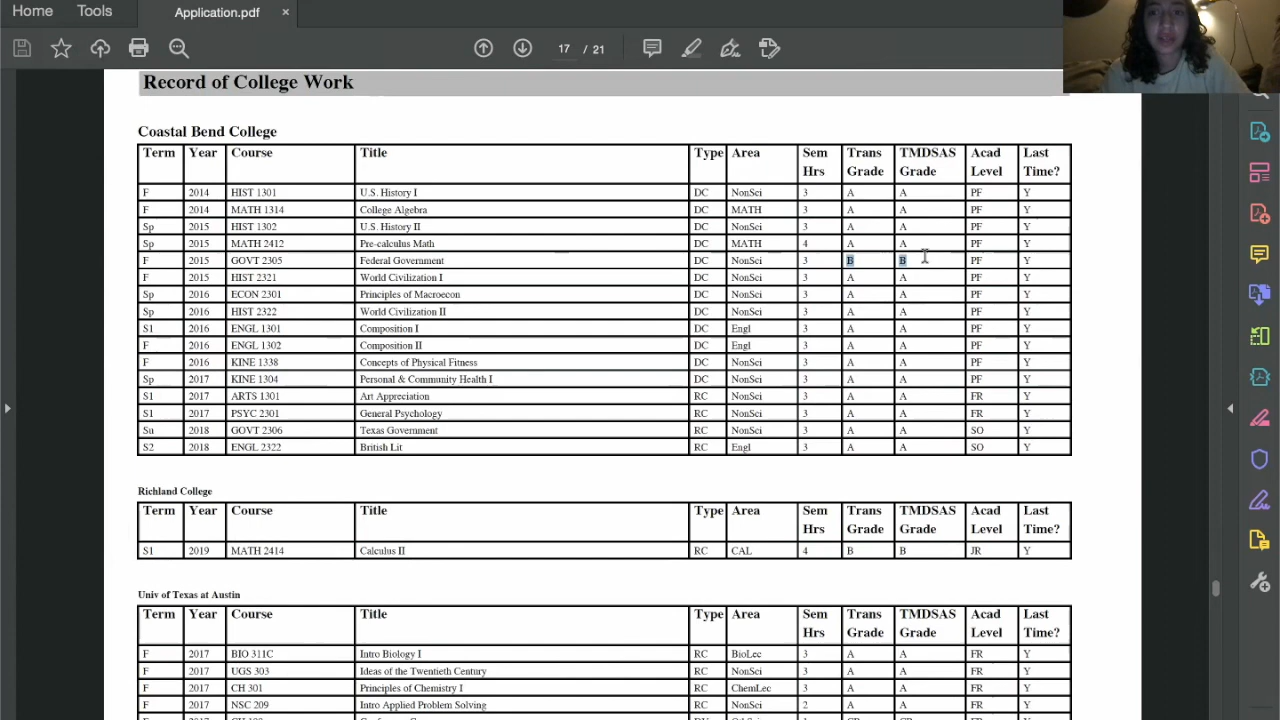 Home Tools Application.pdf ×
17 / 21
Record of College Work
Coastal Bend College
Term Year Course Title Type Area Sem Hrs Trans Grade TMDSAS Grade Acad Level Last Time?
F 2014 HIST 1301 U.S. History I DC NonSci 3 A A PF Y
F 2014 MATH 1314 College Algebra DC MATH 3 A A PF Y
Sp 2015 HIST 1302 U.S. History II DC NonSci 3 A A PF Y
Sp 2015 MATH 2412 Pre-calculus Math DC MATH 4 A A PF Y
F 2015 GOVT 2305 Federal Government DC NonSci 3 B B PF Y
F 2015 HIST 2321 World Civilization I DC NonSci 3 A A PF Y
Sp 2016 ECON 2301 Principles of Macroecon DC NonSci 3 A A PF Y
Sp 2016 HIST 2322 World Civilization II DC NonSci 3 A A PF Y
S1 2016 ENGL 1301 Composition I DC Engl 3 A A PF Y
F 2016 ENGL 1302 Composition II DC Engl 3 A A PF Y
F 2016 KINE 1338 Concepts of Physical Fitness DC NonSci 3 A A PF Y
Sp 2017 KINE 1304 Personal & Community Health I DC NonSci 3 A A PF Y
S1 2017 ARTS 1301 Art Appreciation RC NonSci 3 A A FR Y
S1 2017 PSYC 2301 General Psychology RC NonSci 3 A A FR Y
Su 2018 GOVT 2306 Texas Government RC NonSci 3 A A SO Y
S2 2018 ENGL 2322 British Lit RC Engl 3 A A SO Y
Richland College
Term Year Course Title Type Area Sem Hrs Trans Grade TMDSAS Grade Acad Level Last Time?
S1 2019 MATH 2414 Calculus II RC CAL 4 B B JR Y
Univ of Texas at Austin
Term Year Course Title Type Area Sem Hrs Trans Grade TMDSAS Grade Acad Level Last Time?
F 2017 BIO 311C Intro Biology I RC BioLec 3 A A FR Y
F 2017 UGS 303 Ideas of the Twentieth Century RC NonSci 3 A A FR Y
F 2017 CH 301 Principles of Chemistry I RC ChemLec 3 A A FR Y
F 2017 NSC 209 Intro Applied Problem Solving RC NonSci 2 A A FR Y